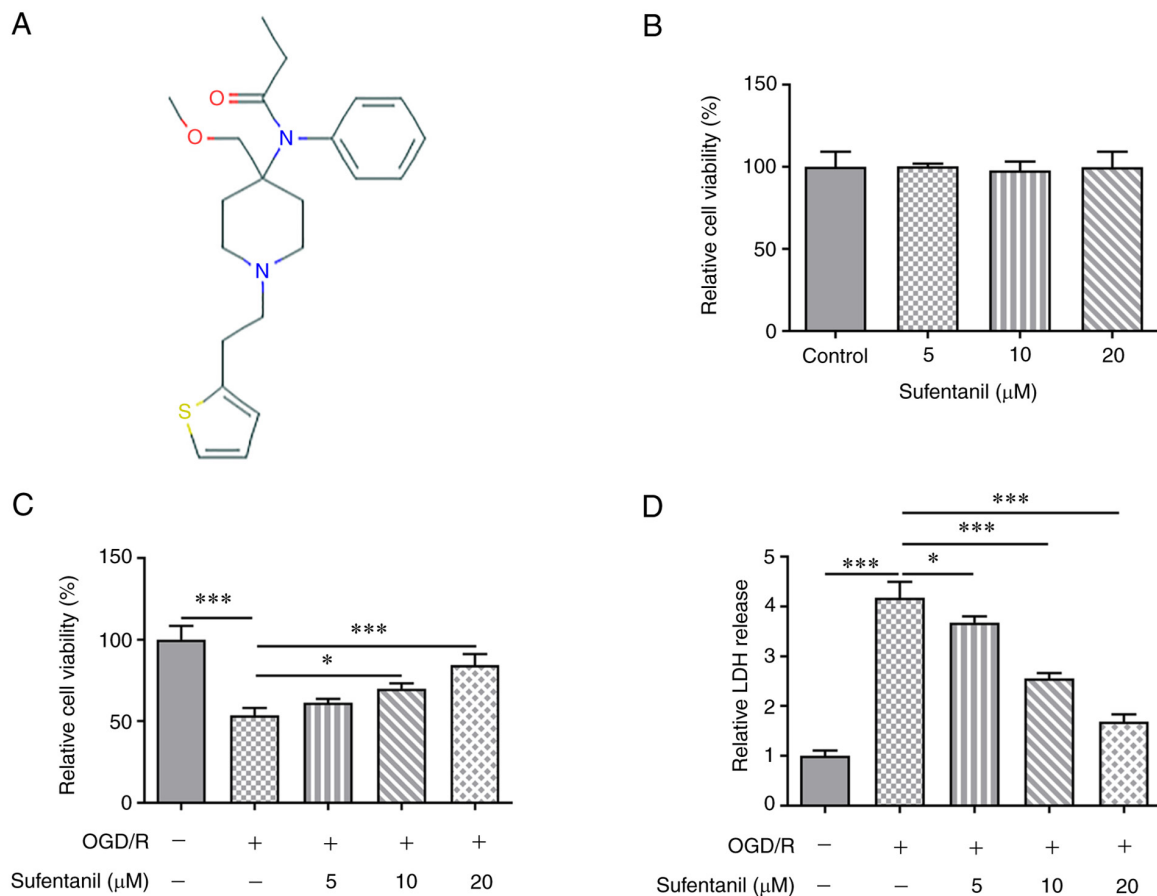 A
O
O
N
N
S
B
Relative cell viability (%)
150
100
50
0
Control 5 10 20
Sufentanil (μM)
C
Relative cell viability (%)
150
100
50
0
***
***
*
OGD/R − + + + +
Sufentanil (μM) − − 5 10 20
D
Relative LDH release
5
4
3
2
1
0
***
***
*** *
OGD/R − + + + +
Sufentanil (μM) − − 5 10 20